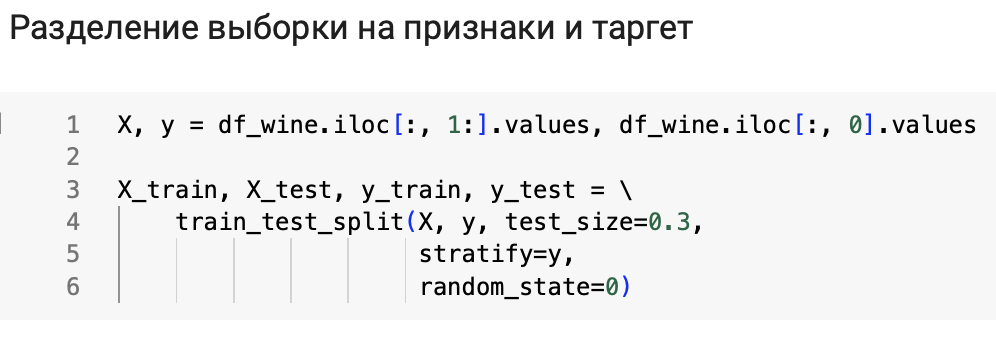 Разделение выборки на признаки и таргет
1 X, y = df_wine.iloc[:, 1:].values, df_wine.iloc[:, 0].values
2
3 X_train, X_test, y_train, y_test = \
4 train_test_split(X, y, test_size=0.3,
5 stratify=y,
6 random_state=0)